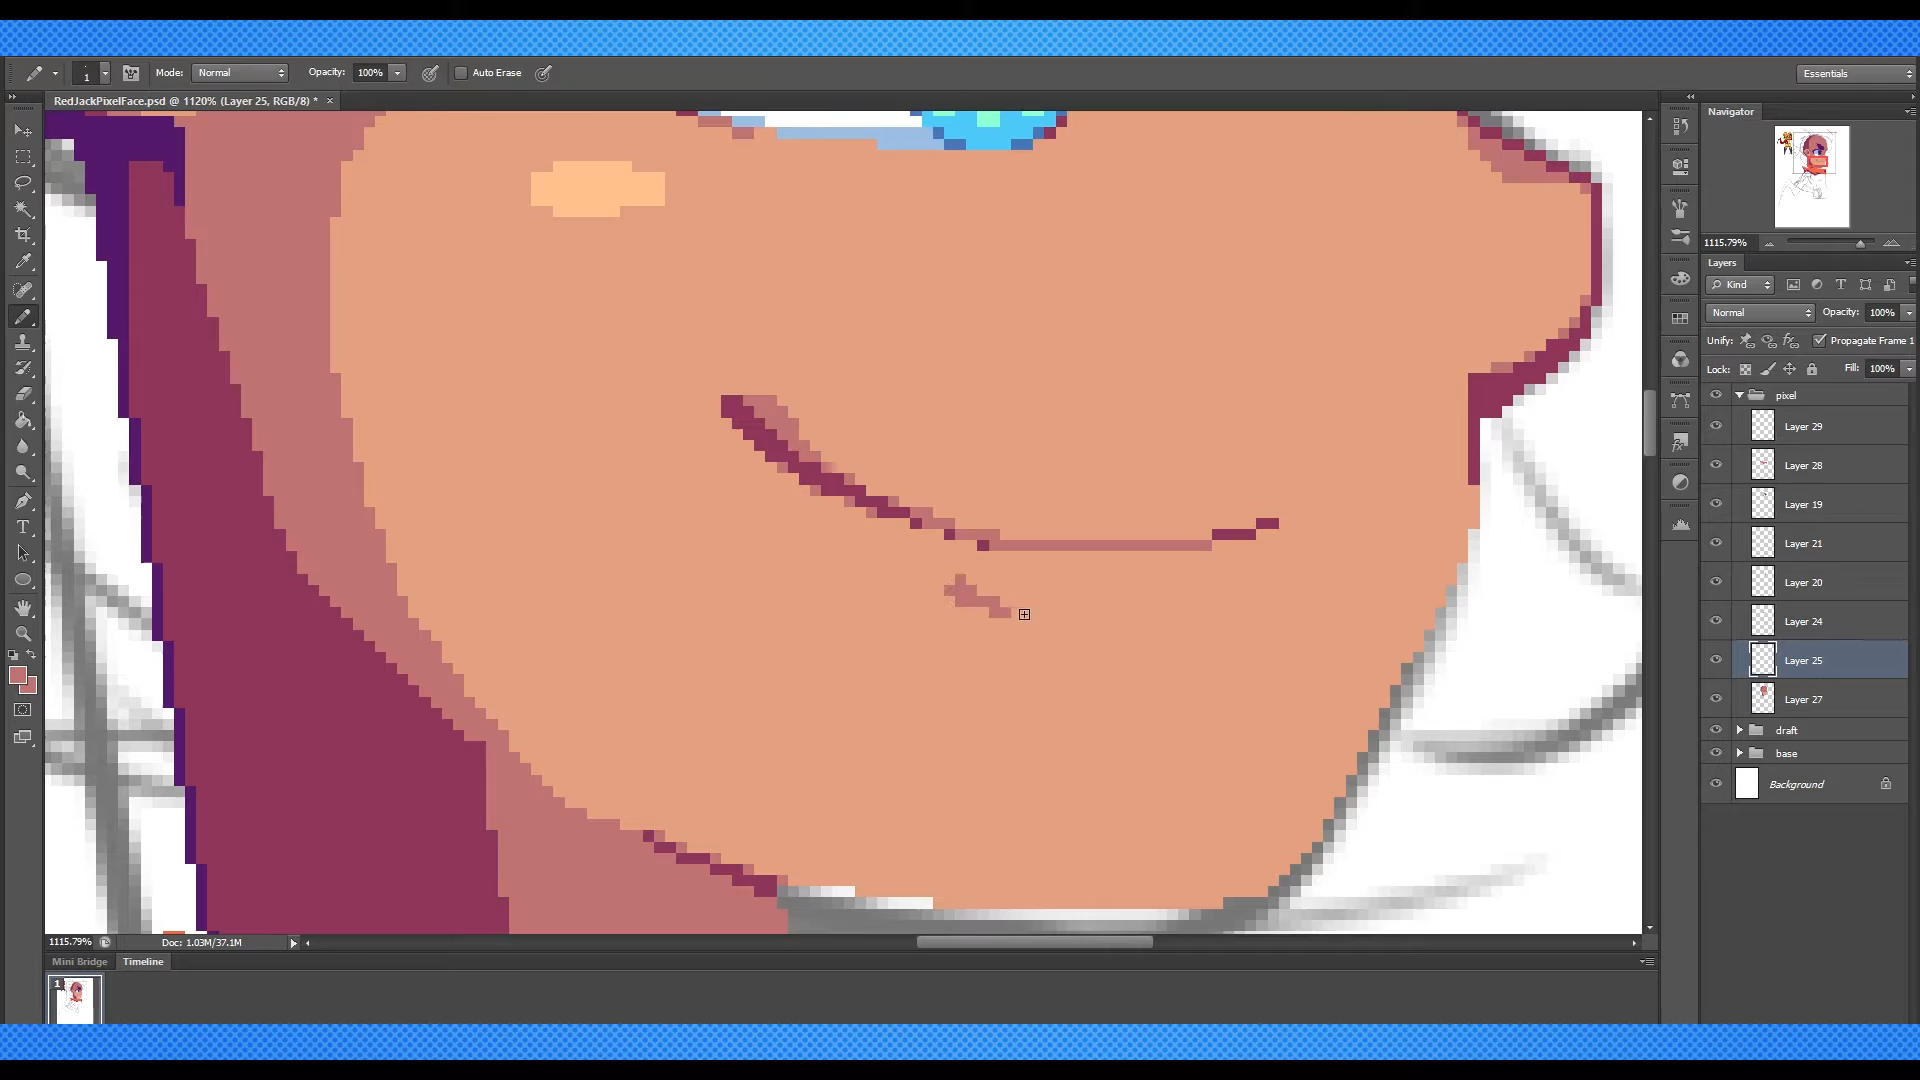 1 Mode: Normal Opacity: 100% Auto Erase Essentials
RedJackPixelFace.psd @ 1120% (Layer 25, RGB/8) * ×
Navigator
1115.79%
Layers
Kind T
Normal Opacity: 100%
Unify: Propagate Frame 1
Lock: Fill: 100%
pixel
Layer 29
Layer 28
Layer 19
Layer 21
Layer 20
Layer 24
Layer 25
Layer 27
draft
base
Background
T
fx
1115.79% Doc: 1.03M/37.1M
Mini Bridge Timeline
1